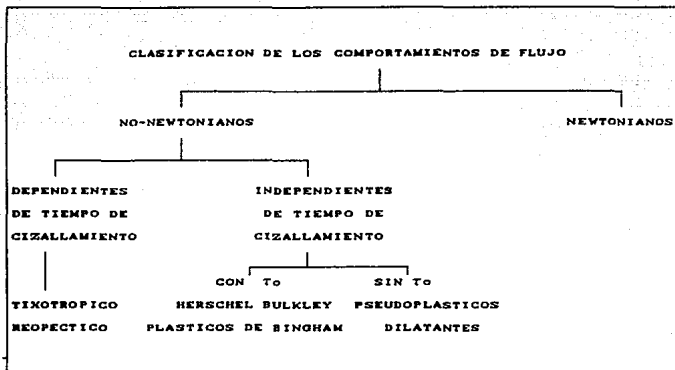 CLASIFICACION DE LOS COMPORTAMIENTOS DE FLUJO
NO-NEWTONIANOS NEWTONIANOS
DEPENDIENTES INDEPENDIENTES
DE TIEMPO DE DE TIEMPO DE
CIZALLAMIENTO CIZALLAMIENTO
CON To SIN To
TIXOTROPICO HERSCHEL BULKLEY PSEUDOPLASTICOS
REOPECTICO PLASTICOS DE BINGHAM DILATANTES